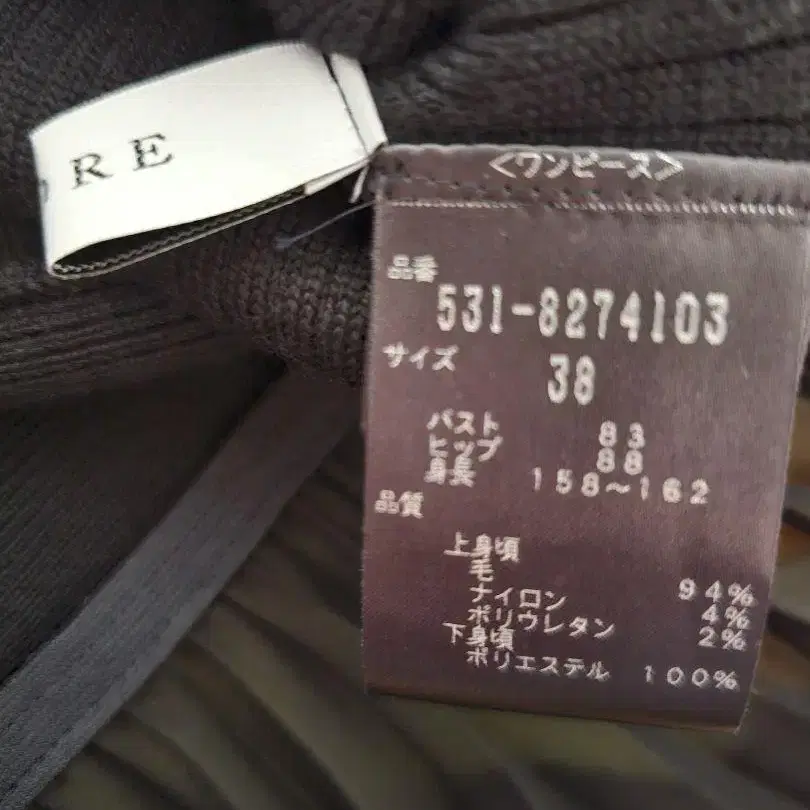 RE
<ワンピース>
品番
531-8274103
サイズ 38
バスト 83
ヒップ 88
身長 158~162
品質
上身頃
毛 94%
ナイロン 4%
ポリウレタン 2%
下身頃
ポリエステル 100%